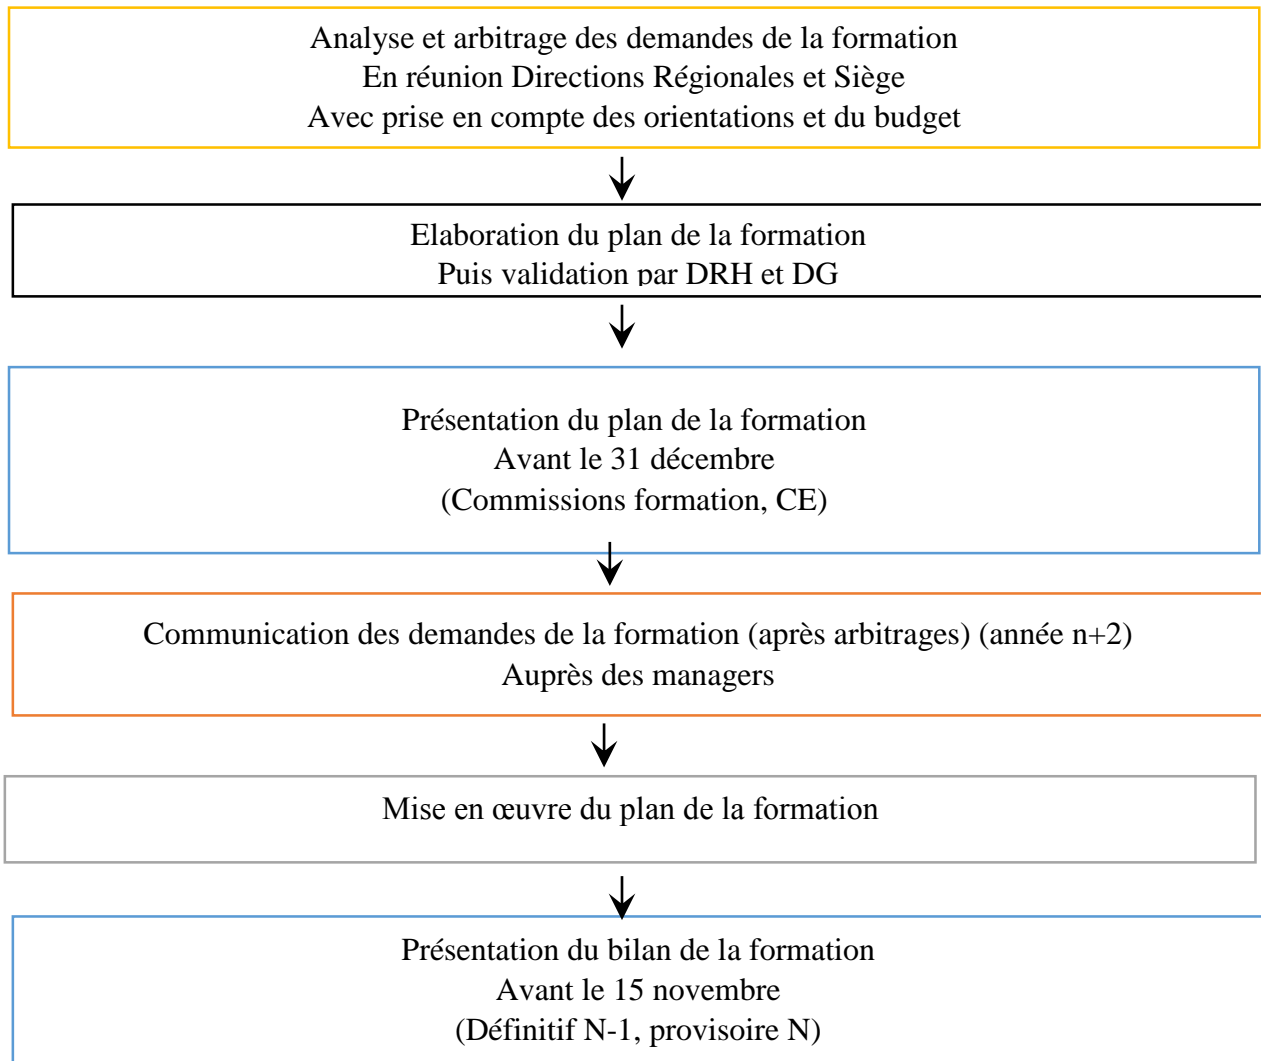 Analyse et arbitrage des demandes de la formation
En réunion Directions Régionales et Siège
Avec prise en compte des orientations et du budget
Elaboration du plan de la formation
Puis validation par DRH et DG
Présentation du plan de la formation
Avant le 31 décembre
(Commissions formation, CE)
Communication des demandes de la formation (après arbitrages) (année n+2)
Auprès des managers
Mise en œuvre du plan de la formation
Présentation du bilan de la formation
Avant le 15 novembre
(Définitif N-1, provisoire N)